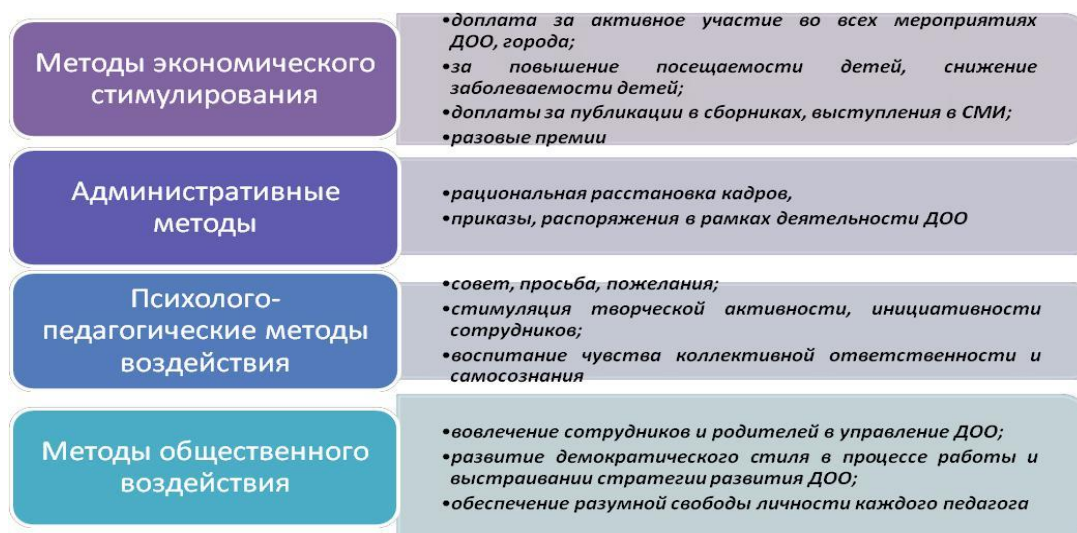 Методы экономического
стимулирования
•доплата за активное участие во всех мероприятиях
ДОО, города;
•за повышение посещаемости детей, снижение
заболеваемости детей;
•доплаты за публикации в сборниках, выступления в СМИ;
•разовые премии
Административные
методы
•рациональная расстановка кадров,
•приказы, распоряжения в рамках деятельности ДОО
Психолого-
педагогические методы
воздействия
•совет, просьба, пожелания;
•стимуляция творческой активности, инициативности
сотрудников;
•воспитание чувства коллективной ответственности и
самосознания
Методы общественного
воздействия
•вовлечение сотрудников и родителей в управление ДОО;
•развитие демократического стиля в процессе работы и
выстраивании стратегии развития ДОО;
•обеспечение разумной свободы личности каждого педагога